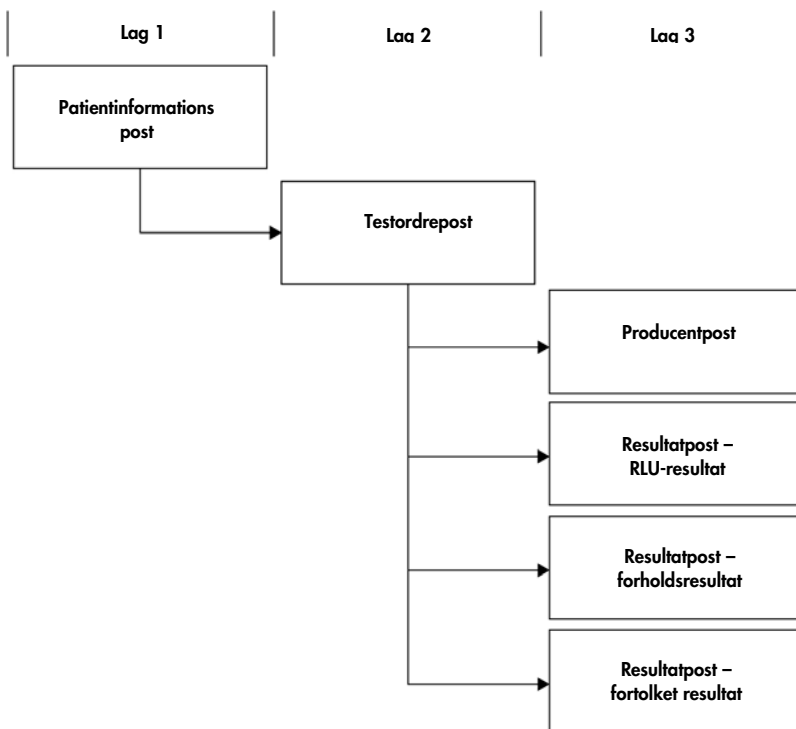 Lag 1
Lag 2
Lag 3
Patientinformations
post
Testordrepost
Producentpost
Resultatpost –
RLU-resultat
Resultatpost –
forholdsresultat
Resultatpost –
fortolket resultat